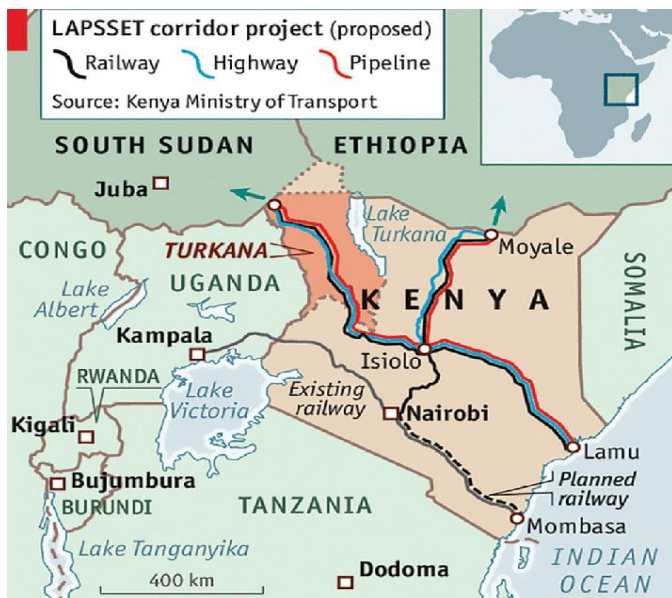 LAPSSET corridor project (proposed)
Railway Highway Pipeline
Source: Kenya Ministry of Transport
SOUTH SUDAN
ETHIOPIA
Juba
Lake
Turkana
Moyale
CONGO
TURKANA
UGANDA
KENYA
SOMALIA
Lake
Albert
Kampala
Isiolo
RWANDA
Lake
Victoria
Existing
railway
Nairobi
Kigali
Lamu
Bujumbura
BURUNDI
TANZANIA
Planned
railway
Mombasa
Lake Tanganyika
INDIAN
OCEAN
400 km
Dodoma